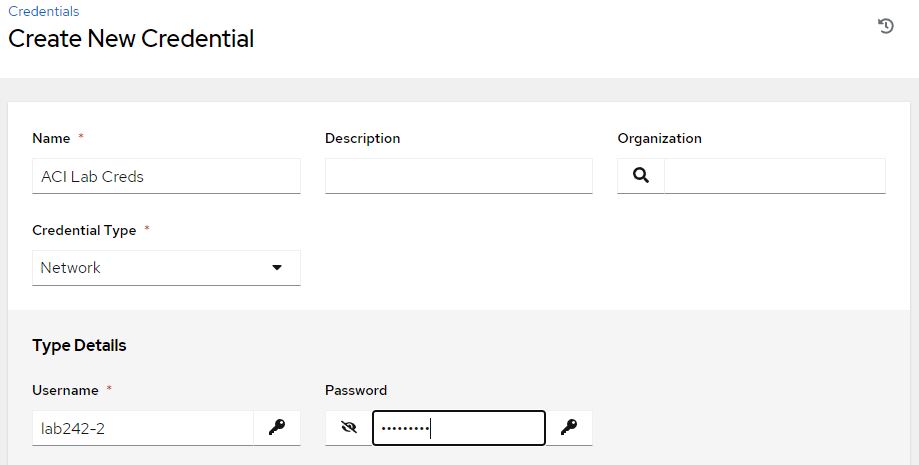 Credentials
Create New Credential
Name *
Description
Organization
ACI Lab Creds
Credential Type *
Network
Type Details
Username *
Password
lab242-2
•••••••••